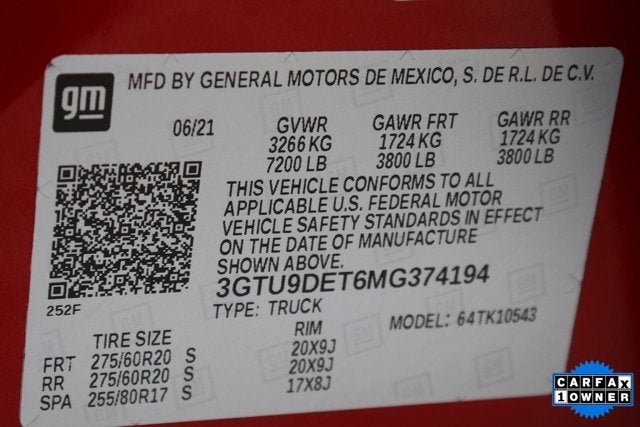 gm
MFD BY GENERAL MOTORS DE MEXICO, S. DE R.L. DE C.V.
06/21 GVWR GAWR FRT GAWR RR
3266 KG 1724 KG 1724 KG
7200 LB 3800 LB 3800 LB
THIS VEHICLE CONFORMS TO ALL
APPLICABLE U.S. FEDERAL MOTOR
VEHICLE SAFETY STANDARDS IN EFFECT
ON THE DATE OF MANUFACTURE
SHOWN ABOVE.
3GTU9DET6MG374194
252F
TYPE: TRUCK MODEL: 64TK10543
TIRE SIZE RIM
FRT 275/60R20 S 20X9J
RR 275/60R20 S 20X9J
SPA 255/80R17 S 17X8J
CARFAX
1 OWNER